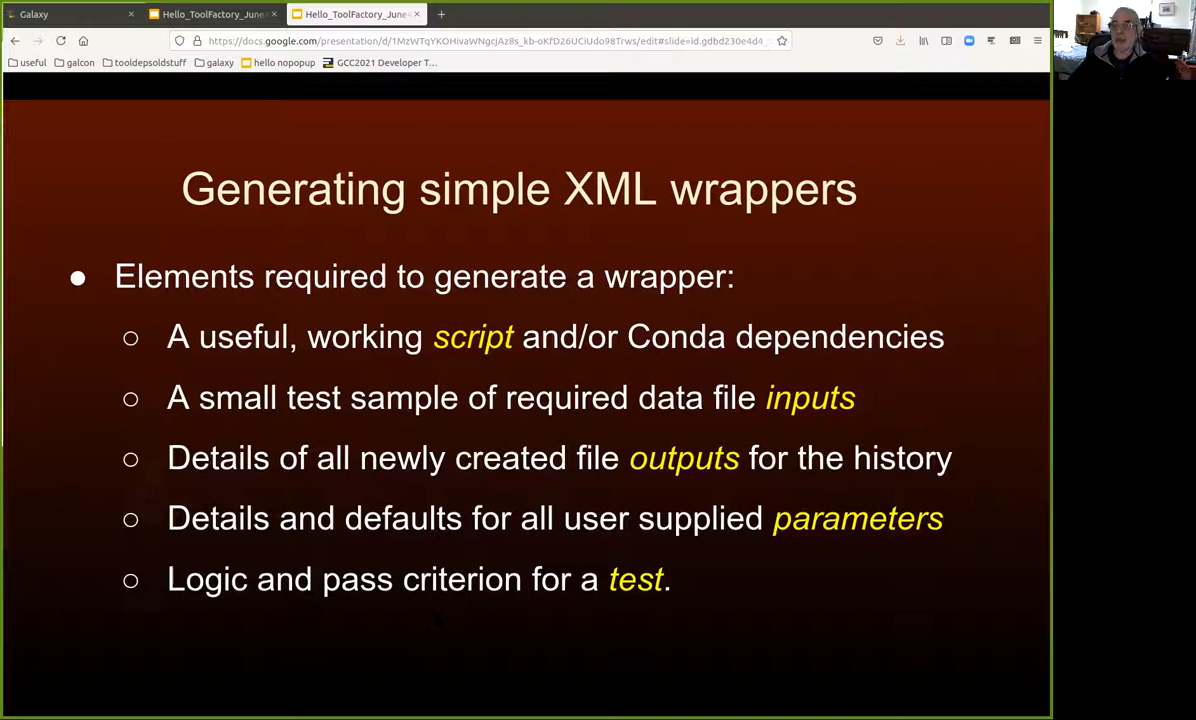 Galaxy
Hello_ToolFactory_June
Hello_ToolFactory_June
https://docs.google.com/presentation/d/1MzWTqYKOHivaWNgcjAz8s_kb-oKfD26UCiUdo98Trws/edit#slide=id.gdbd230e4d4_
useful galcon tooldepsoldstuff galaxy hello nopopup GCC2021 Developer T...
Generating simple XML wrappers
● Elements required to generate a wrapper:
○ A useful, working script and/or Conda dependencies
○ A small test sample of required data file inputs
○ Details of all newly created file outputs for the history
○ Details and defaults for all user supplied parameters
○ Logic and pass criterion for a test.